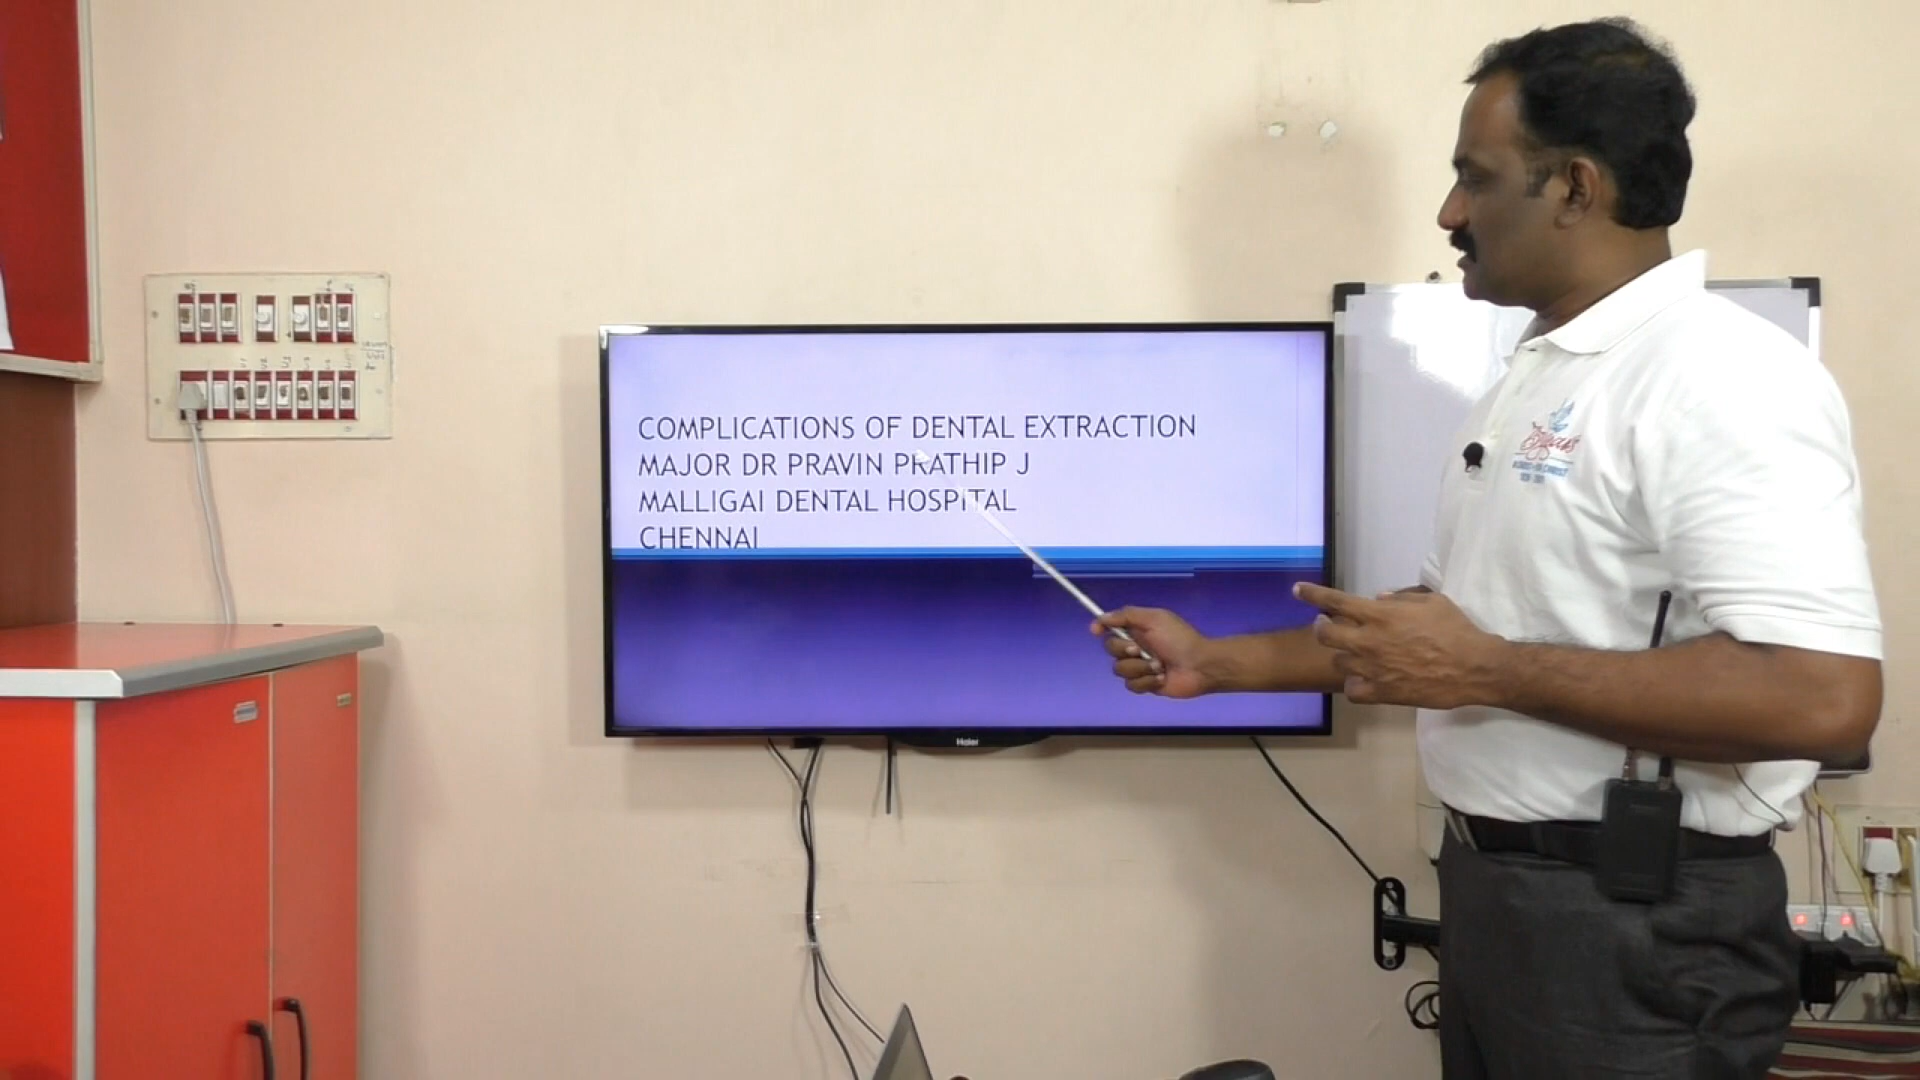 COMPLICATIONS OF DENTAL EXTRACTION
MAJOR DR PRAVIN PRATHIP J
MALLIGAI DENTAL HOSPITAL
CHENNAI
Haier